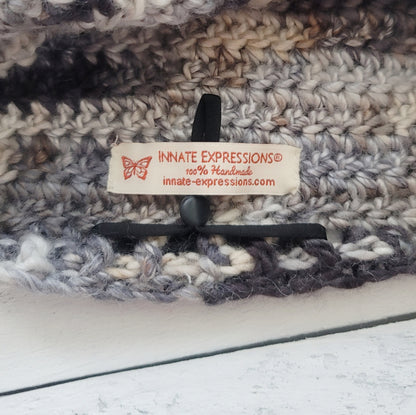 INNATE EXPRESSIONS®
100% Handmade
innate-expressions.com